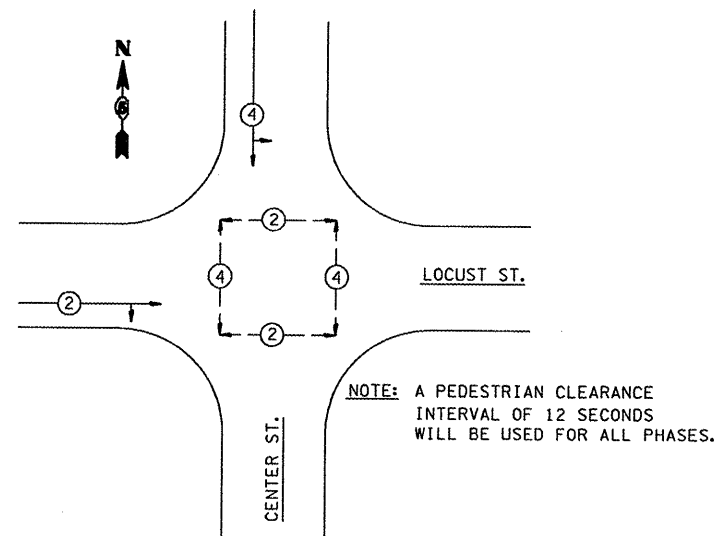 N
4
2
4
4
LOCUST ST.
2
2
NOTE: A PEDESTRIAN CLEARANCE
INTERVAL OF 12 SECONDS
WILL BE USED FOR ALL PHASES.
CENTER ST.